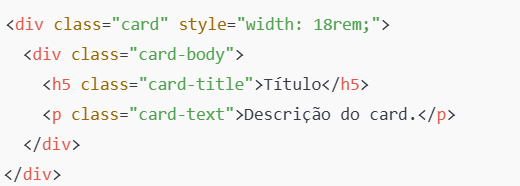 <div class="card" style="width: 18rem;">
  <div class="card-body">
    <h5 class="card-title">Título</h5>
    <p class="card-text">Descrição do card.</p>
  </div>
</div>